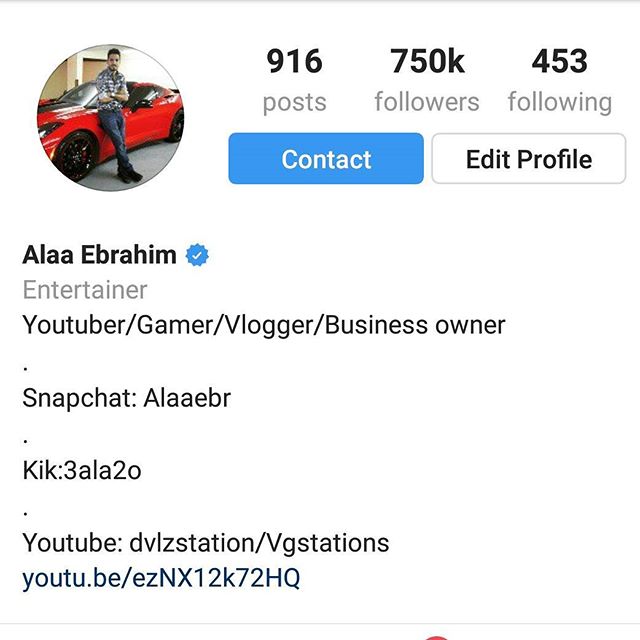 916 750k 453
posts followers following
Contact Edit Profile
Alaa Ebrahim
Entertainer
Youtuber/Gamer/Vlogger/Business owner
.
Snapchat: Alaaebr
.
Kik:3ala2o
.
Youtube: dvlzstation/Vgstations
youtu.be/ezNX12k72HQ